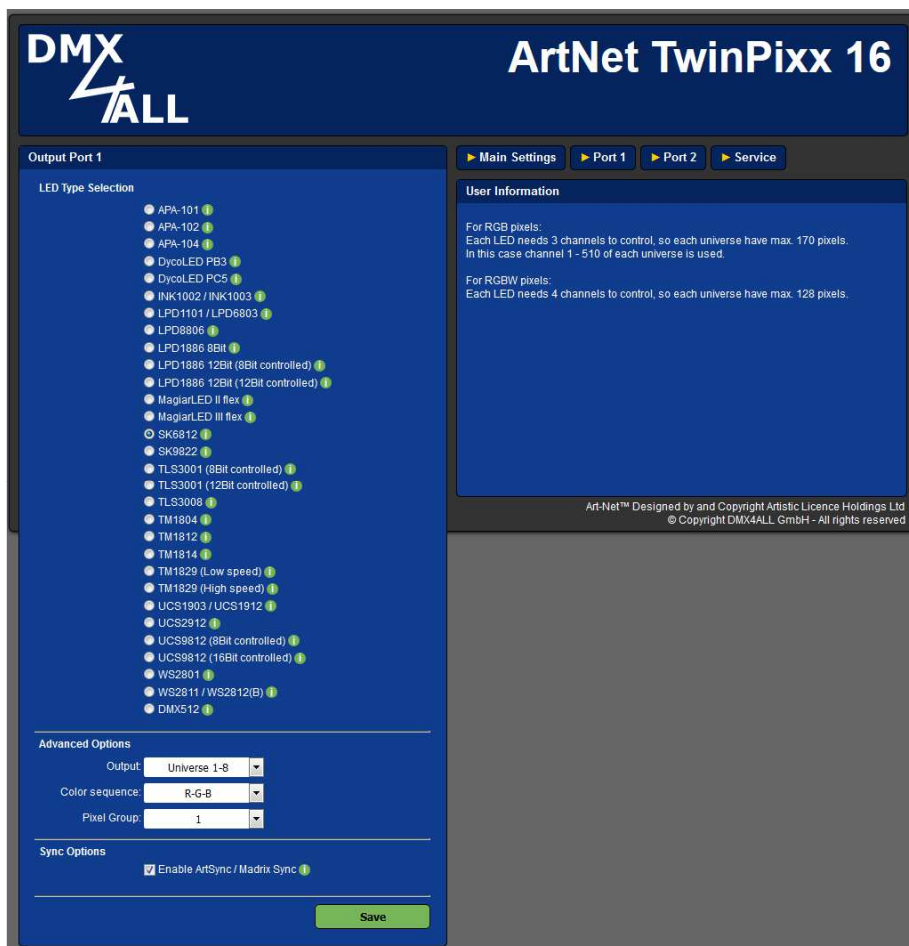 DMX
4ALL
ArtNet TwinPixx 16
Output Port 1
LED Type Selection
APA-101
APA-102
APA-104
DycoLED PB3
DycoLED PC5
INK1002 / INK1003
LPD1101 / LPD6803
LPD8806
LPD1886 8Bit
LPD1886 12Bit (8Bit controlled)
LPD1886 12Bit (12Bit controlled)
MagiarLED II flex
MagiarLED III flex
SK6812
SK9822
TLS3001 (8Bit controlled)
TLS3001 (12Bit controlled)
TLS3008
TM1804
TM1812
TM1814
TM1829 (Low speed)
TM1829 (High speed)
UCS1903 / UCS1912
UCS2912
UCS9812 (8Bit controlled)
UCS9812 (16Bit controlled)
WS2801
WS2811 / WS2812(B)
DMX512
Advanced Options
Output: Universe 1-8
Color sequence: R-G-B
Pixel Group: 1
Sync Options
Enable ArtSync / Madrix Sync
Save
Main Settings Port 1 Port 2 Service
User Information
For RGB pixels:
Each LED needs 3 channels to control, so each universe have max. 170 pixels.
In this case channel 1 - 510 of each universe is used.
For RGBW pixels:
Each LED needs 4 channels to control, so each universe have max. 128 pixels.
Art-Net™ Designed by and Copyright Artistic Licence Holdings Ltd
© Copyright DMX4ALL GmbH - All rights reserved